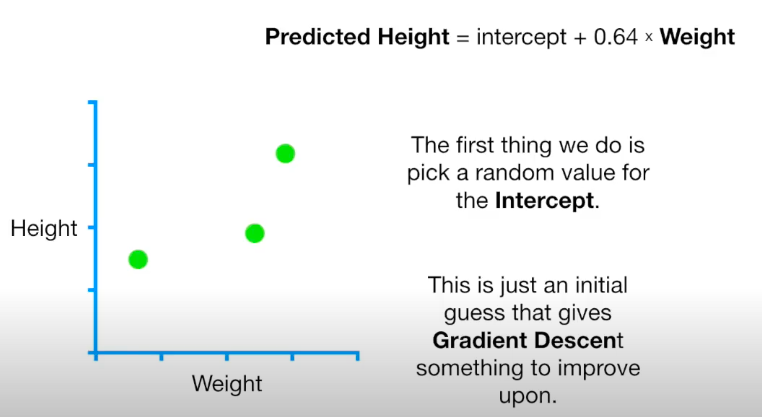 Predicted Height = intercept + 0.64 × Weight
The first thing we do is
pick a random value for
the Intercept.
Height
This is just an initial
guess that gives
Gradient Descent
something to improve
upon.
Weight